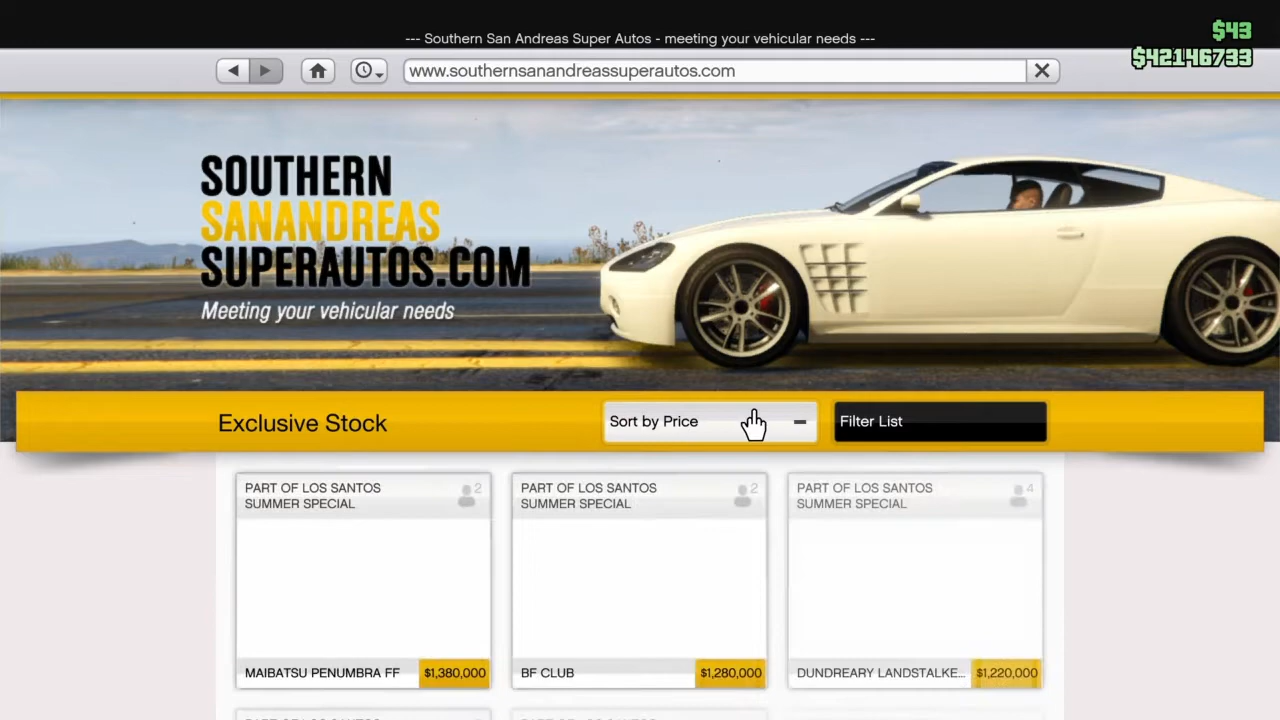 --- Southern San Andreas Super Autos - meeting your vehicular needs ---
$43
$42146733
www.southernsanandreassuperautos.com
SOUTHERN
SANANDREAS
SUPERAUTOS.COM
Meeting your vehicular needs
Exclusive Stock
Sort by Price
Filter List
PART OF LOS SANTOS
SUMMER SPECIAL
2
MAIBATSU PENUMBRA FF
$1,380,000
PART OF LOS SANTOS
SUMMER SPECIAL
2
BF CLUB
$1,280,000
PART OF LOS SANTOS
SUMMER SPECIAL
4
DUNDREARY LANDSTALKE...
$1,220,000